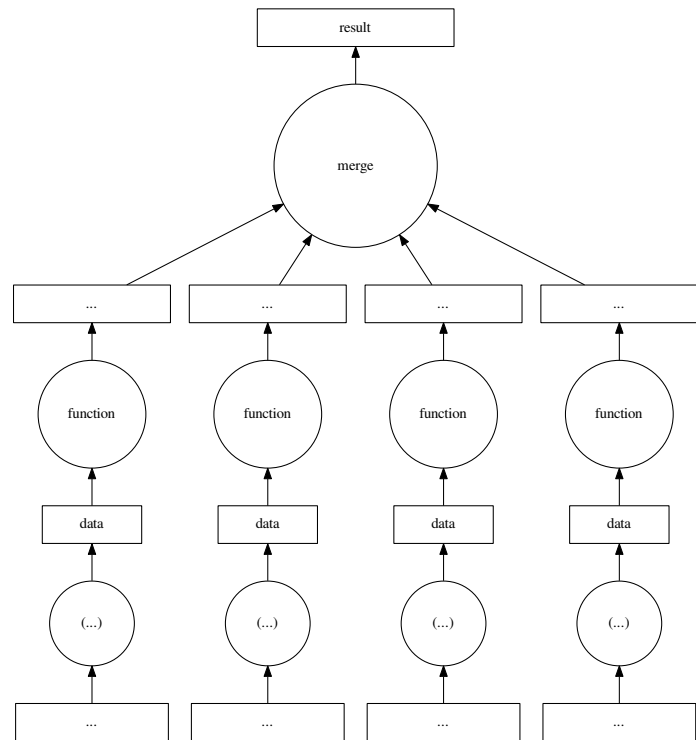 result
merge
... ... ... ...
function function function function
data data data data
(...) (...) (...) (...)
... ... ... ...